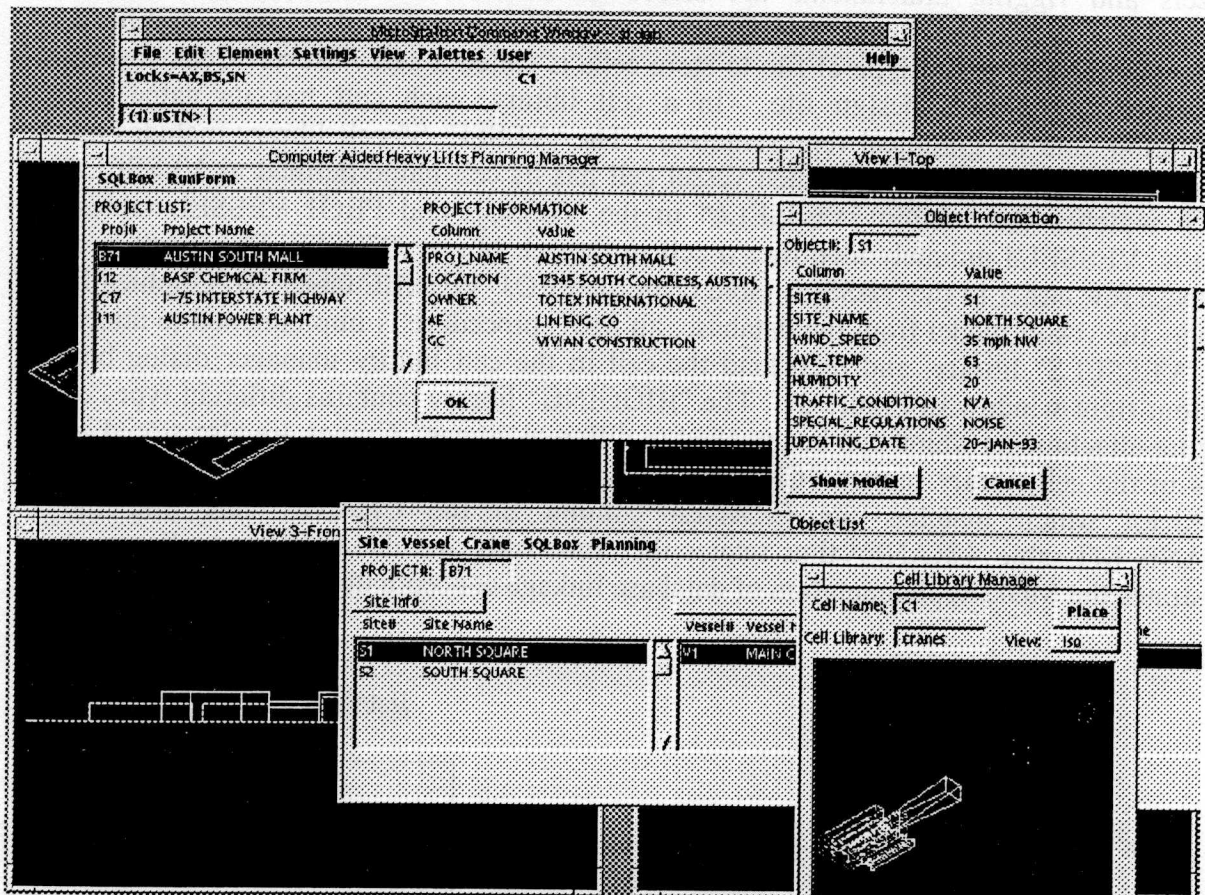 MicroStation Command Window
File Edit Element Settings View Palettes User Help
Locks=AX,BS,SN C1
(1) uSTN>
Computer Aided Heavy Lifts Planning Manager
SQLBox RunForm
PROJECT LIST:
Proj# Project Name
B71 AUSTIN SOUTH MALL
J12 BASF CHEMICAL FIRM
C17 I-75 INTERSTATE HIGHWAY
I11 AUSTIN POWER PLANT
PROJECT INFORMATION:
Column Value
PROJ_NAME AUSTIN SOUTH MALL
LOCATION 12345 SOUTH CONGRESS, AUSTIN,
OWNER TOTEX INTERNATIONAL
AE LIN ENG. CO
GC VIVIAN CONSTRUCTION
OK
View 1-Top
Object Information
Object#: S1
Column Value
SITE# S1
SITE_NAME NORTH SQUARE
WIND_SPEED 35 mph NW
AVE_TEMP 63
HUMIDITY 20
TRAFFIC_CONDITION N/A
SPECIAL_REGULATIONS NOISE
UPDATING_DATE 20-JAN-93
Show Model Cancel
View 3-Fron
Object List
Site Vessel Crane SQLBox Planning
PROJECT#: B71
Site Info
Site# Site Name
S1 NORTH SQUARE
S2 SOUTH SQUARE
Vessel# Vessel
V1 MAIN C
Cell Library Manager
Cell Name: C1 Place
Cell Library: cranes View: Iso